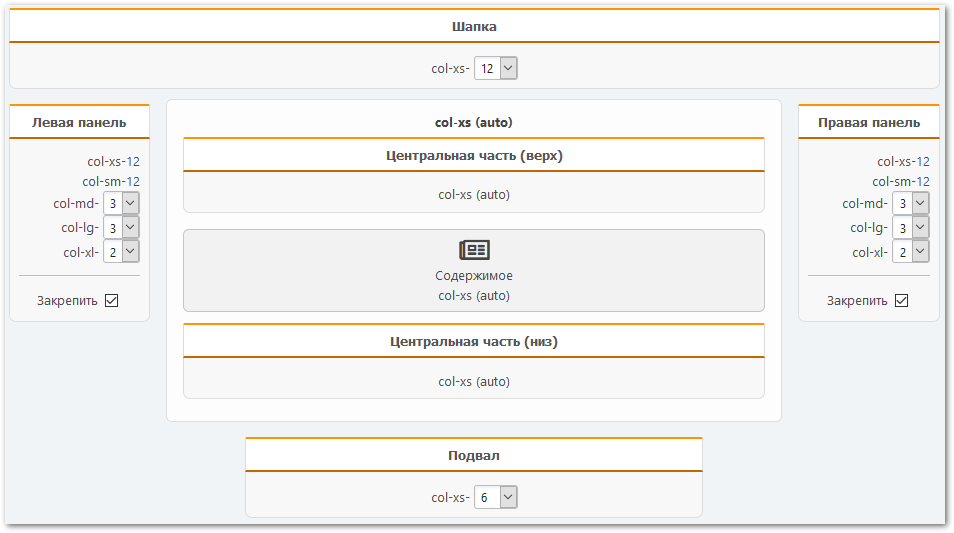 Шапка
col-xs- 12
Левая панель
col-xs-12
col-sm-12
col-md- 3
col-lg- 3
col-xl- 2
Закрепить
col-xs (auto)
Центральная часть (верх)
col-xs (auto)
Содержимое
col-xs (auto)
Центральная часть (низ)
col-xs (auto)
Правая панель
col-xs-12
col-sm-12
col-md- 3
col-lg- 3
col-xl- 2
Закрепить
Подвал
col-xs- 6